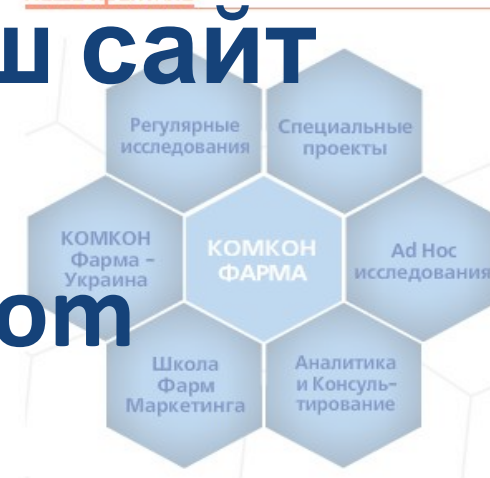 ш сайт
Регулярные
исследования
Специальные
проекты
КОМКОН
Фарма –
Украина
КОМКОН
ФАРМА
Ad Hoc
исследования
om
Школа
Фарм
Маркетинга
Аналитика
и Консуль-
тирование